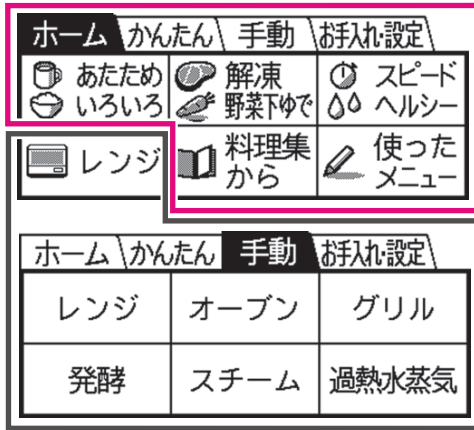 ホーム かんたん 手動 お手入れ・設定
あたため 解凍 スピード
いろいろ 野菜下ゆで ヘルシー
レンジ 料理集 使った
から メニュー
ホーム かんたん 手動 お手入れ・設定
レンジ オーブン グリル
発酵 スチーム 過熱水蒸気